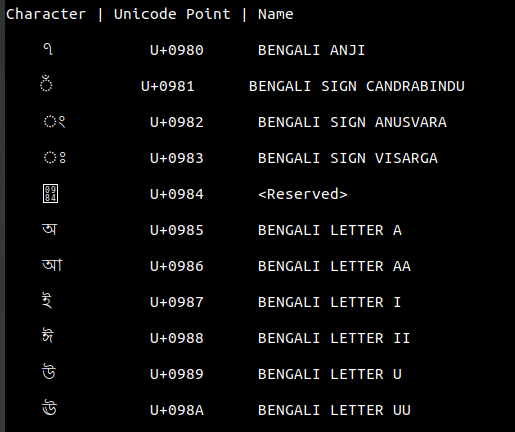 Character | Unicode Point | Name
ঀ U+0980 BENGALI ANJI
ঁ U+0981 BENGALI SIGN CANDRABINDU
ং U+0982 BENGALI SIGN ANUSVARA
ঃ U+0983 BENGALI SIGN VISARGA
঄ U+0984 <Reserved>
অ U+0985 BENGALI LETTER A
আ U+0986 BENGALI LETTER AA
ই U+0987 BENGALI LETTER I
ঈ U+0988 BENGALI LETTER II
উ U+0989 BENGALI LETTER U
ঊ U+098A BENGALI LETTER UU